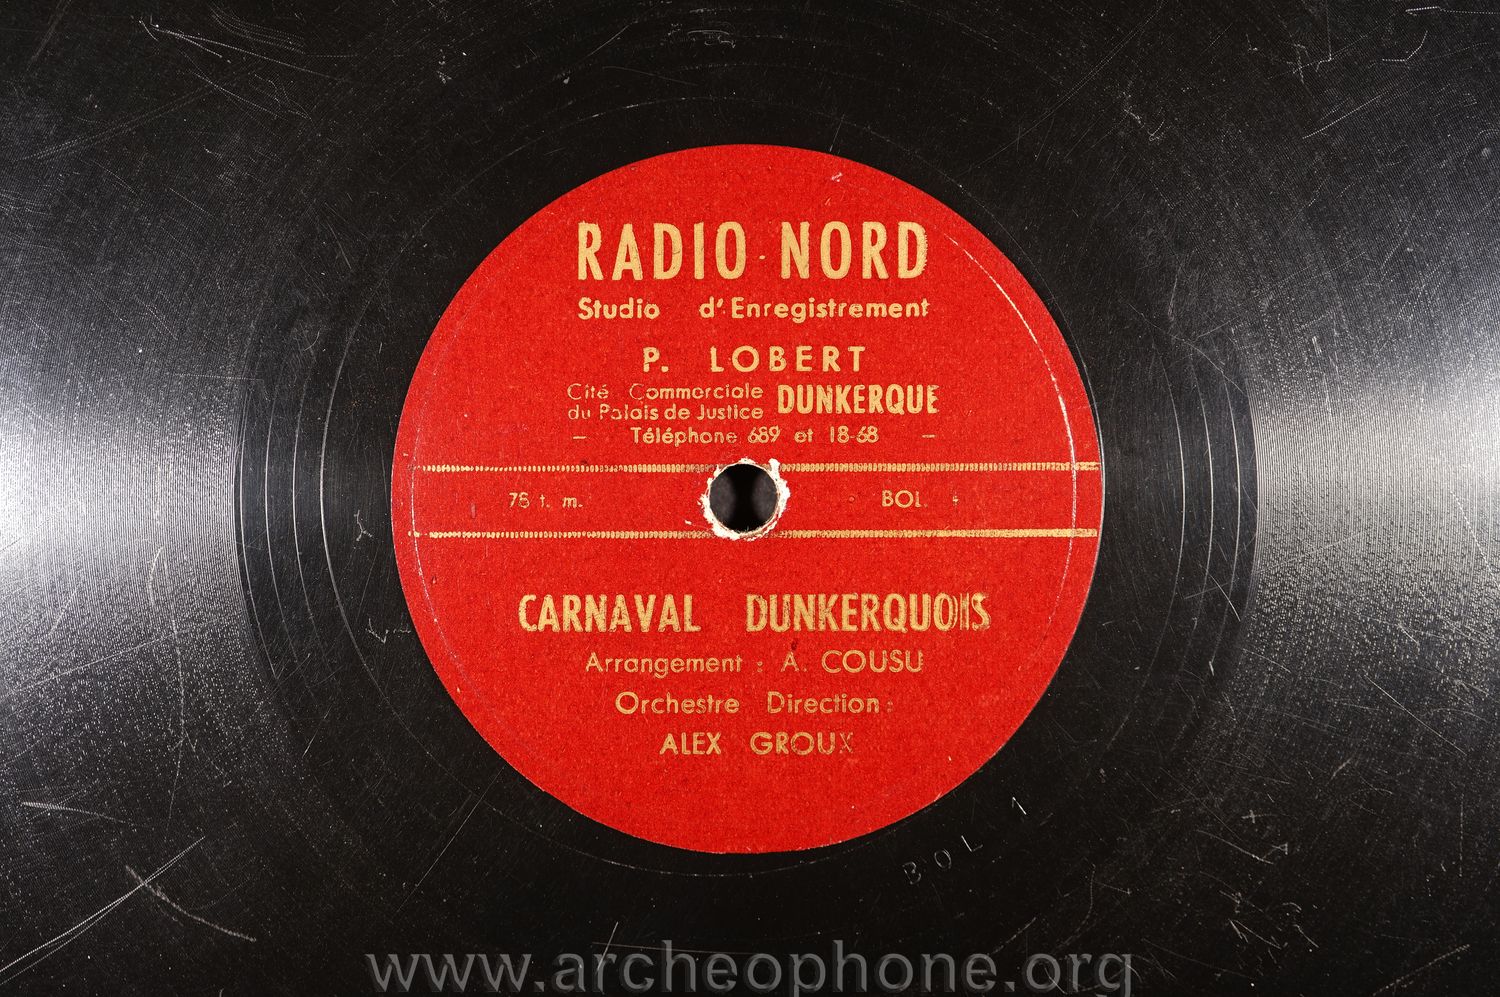 RADIO-NORD
Studio d'Enregistrement
P. LOBERT
Cité Commerciale
du Palais de Justice
DUNKERQUE
- Téléphone 689 et 18-68 -
78 t. m.
BOL.
CARNAVAL DUNKERQUOIS
Arrangement : A. COUSU
Orchestre Direction :
ALEX GROUX
BOL 1
www.archeophone.org